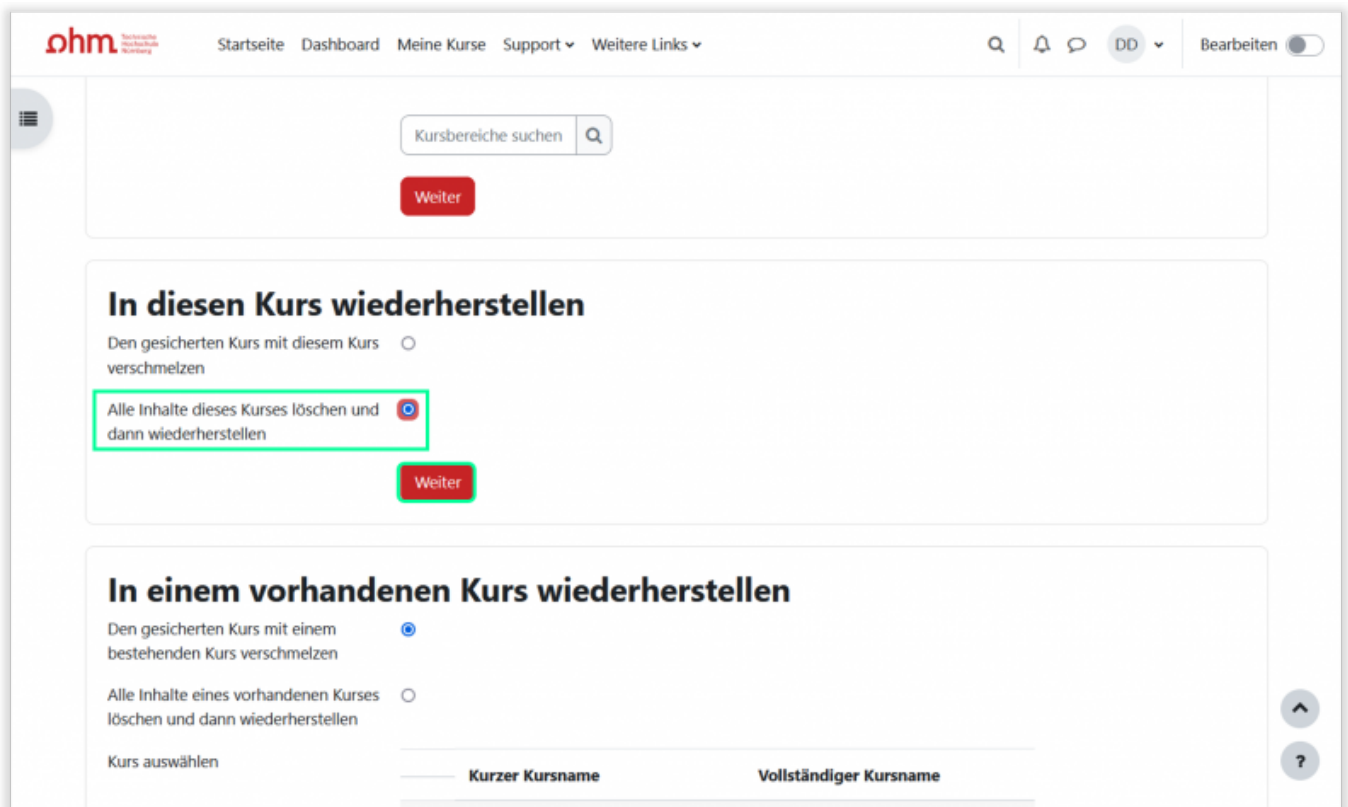 ohm Technische Hochschule Nürnberg
Startseite Dashboard Meine Kurse Support Weitere Links DD Bearbeiten
Kursbereiche suchen
Weiter
In diesen Kurs wiederherstellen
Den gesicherten Kurs mit diesem Kurs
verschmelzen
Alle Inhalte dieses Kurses löschen und
dann wiederherstellen
Weiter
In einem vorhandenen Kurs wiederherstellen
Den gesicherten Kurs mit einem
bestehenden Kurs verschmelzen
Alle Inhalte eines vorhandenen Kurses
löschen und dann wiederherstellen
Kurs auswählen
Kurzer Kursname Vollständiger Kursname
?